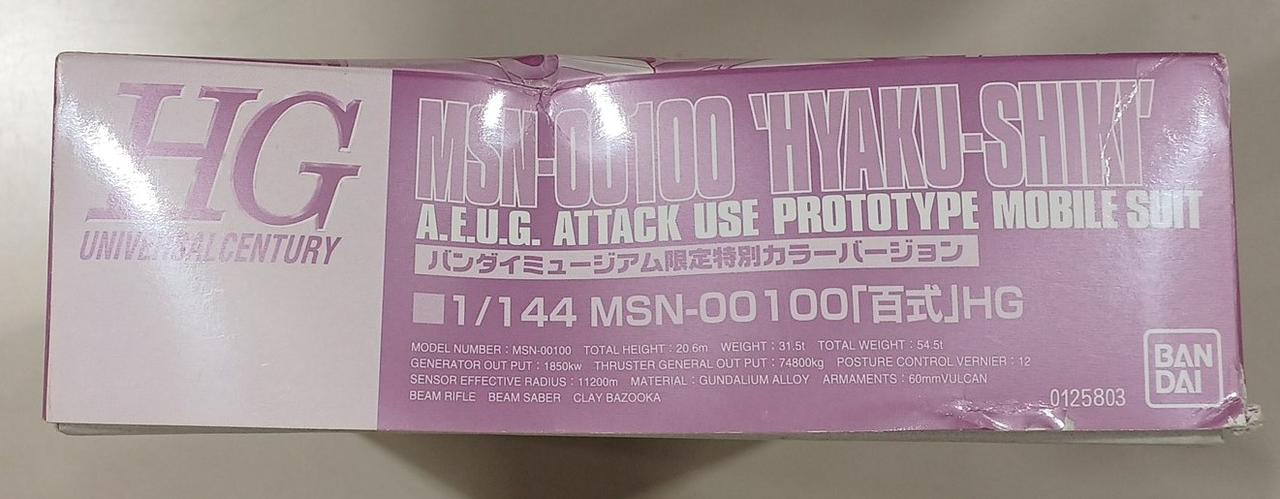 HG
UNIVERSAL CENTURY
MSN-00100 'HYAKU-SHIKI'
A.E.U.G. ATTACK USE PROTOTYPE MOBILE SUIT
バンダイミュージアム限定特別カラーバージョン
■1/144 MSN-00100「百式」HG
MODEL NUMBER：MSN-00100 TOTAL HEIGHT：20.6m WEIGHT：31.5t TOTAL WEIGHT：54.5t
GENERATOR OUT PUT：1850kw THRUSTER GENERAL OUT PUT：74800kg POSTURE CONTROL VERNIER：12
SENSOR EFFECTIVE RADIUS：11200m MATERIAL：GUNDALIUM ALLOY ARMAMENTS：60mmVULCAN
BEAM RIFLE BEAM SABER CLAY BAZOOKA
0125803
BAN
DAI